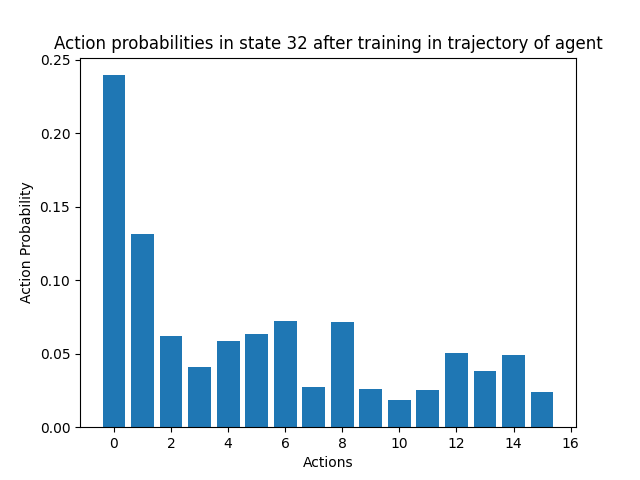 Action probabilities in state 32 after training in trajectory of agent
0.25
0.20
0.15
0.10
0.05
0.00
Action Probability
0 2 4 6 8 10 12 14 16
Actions